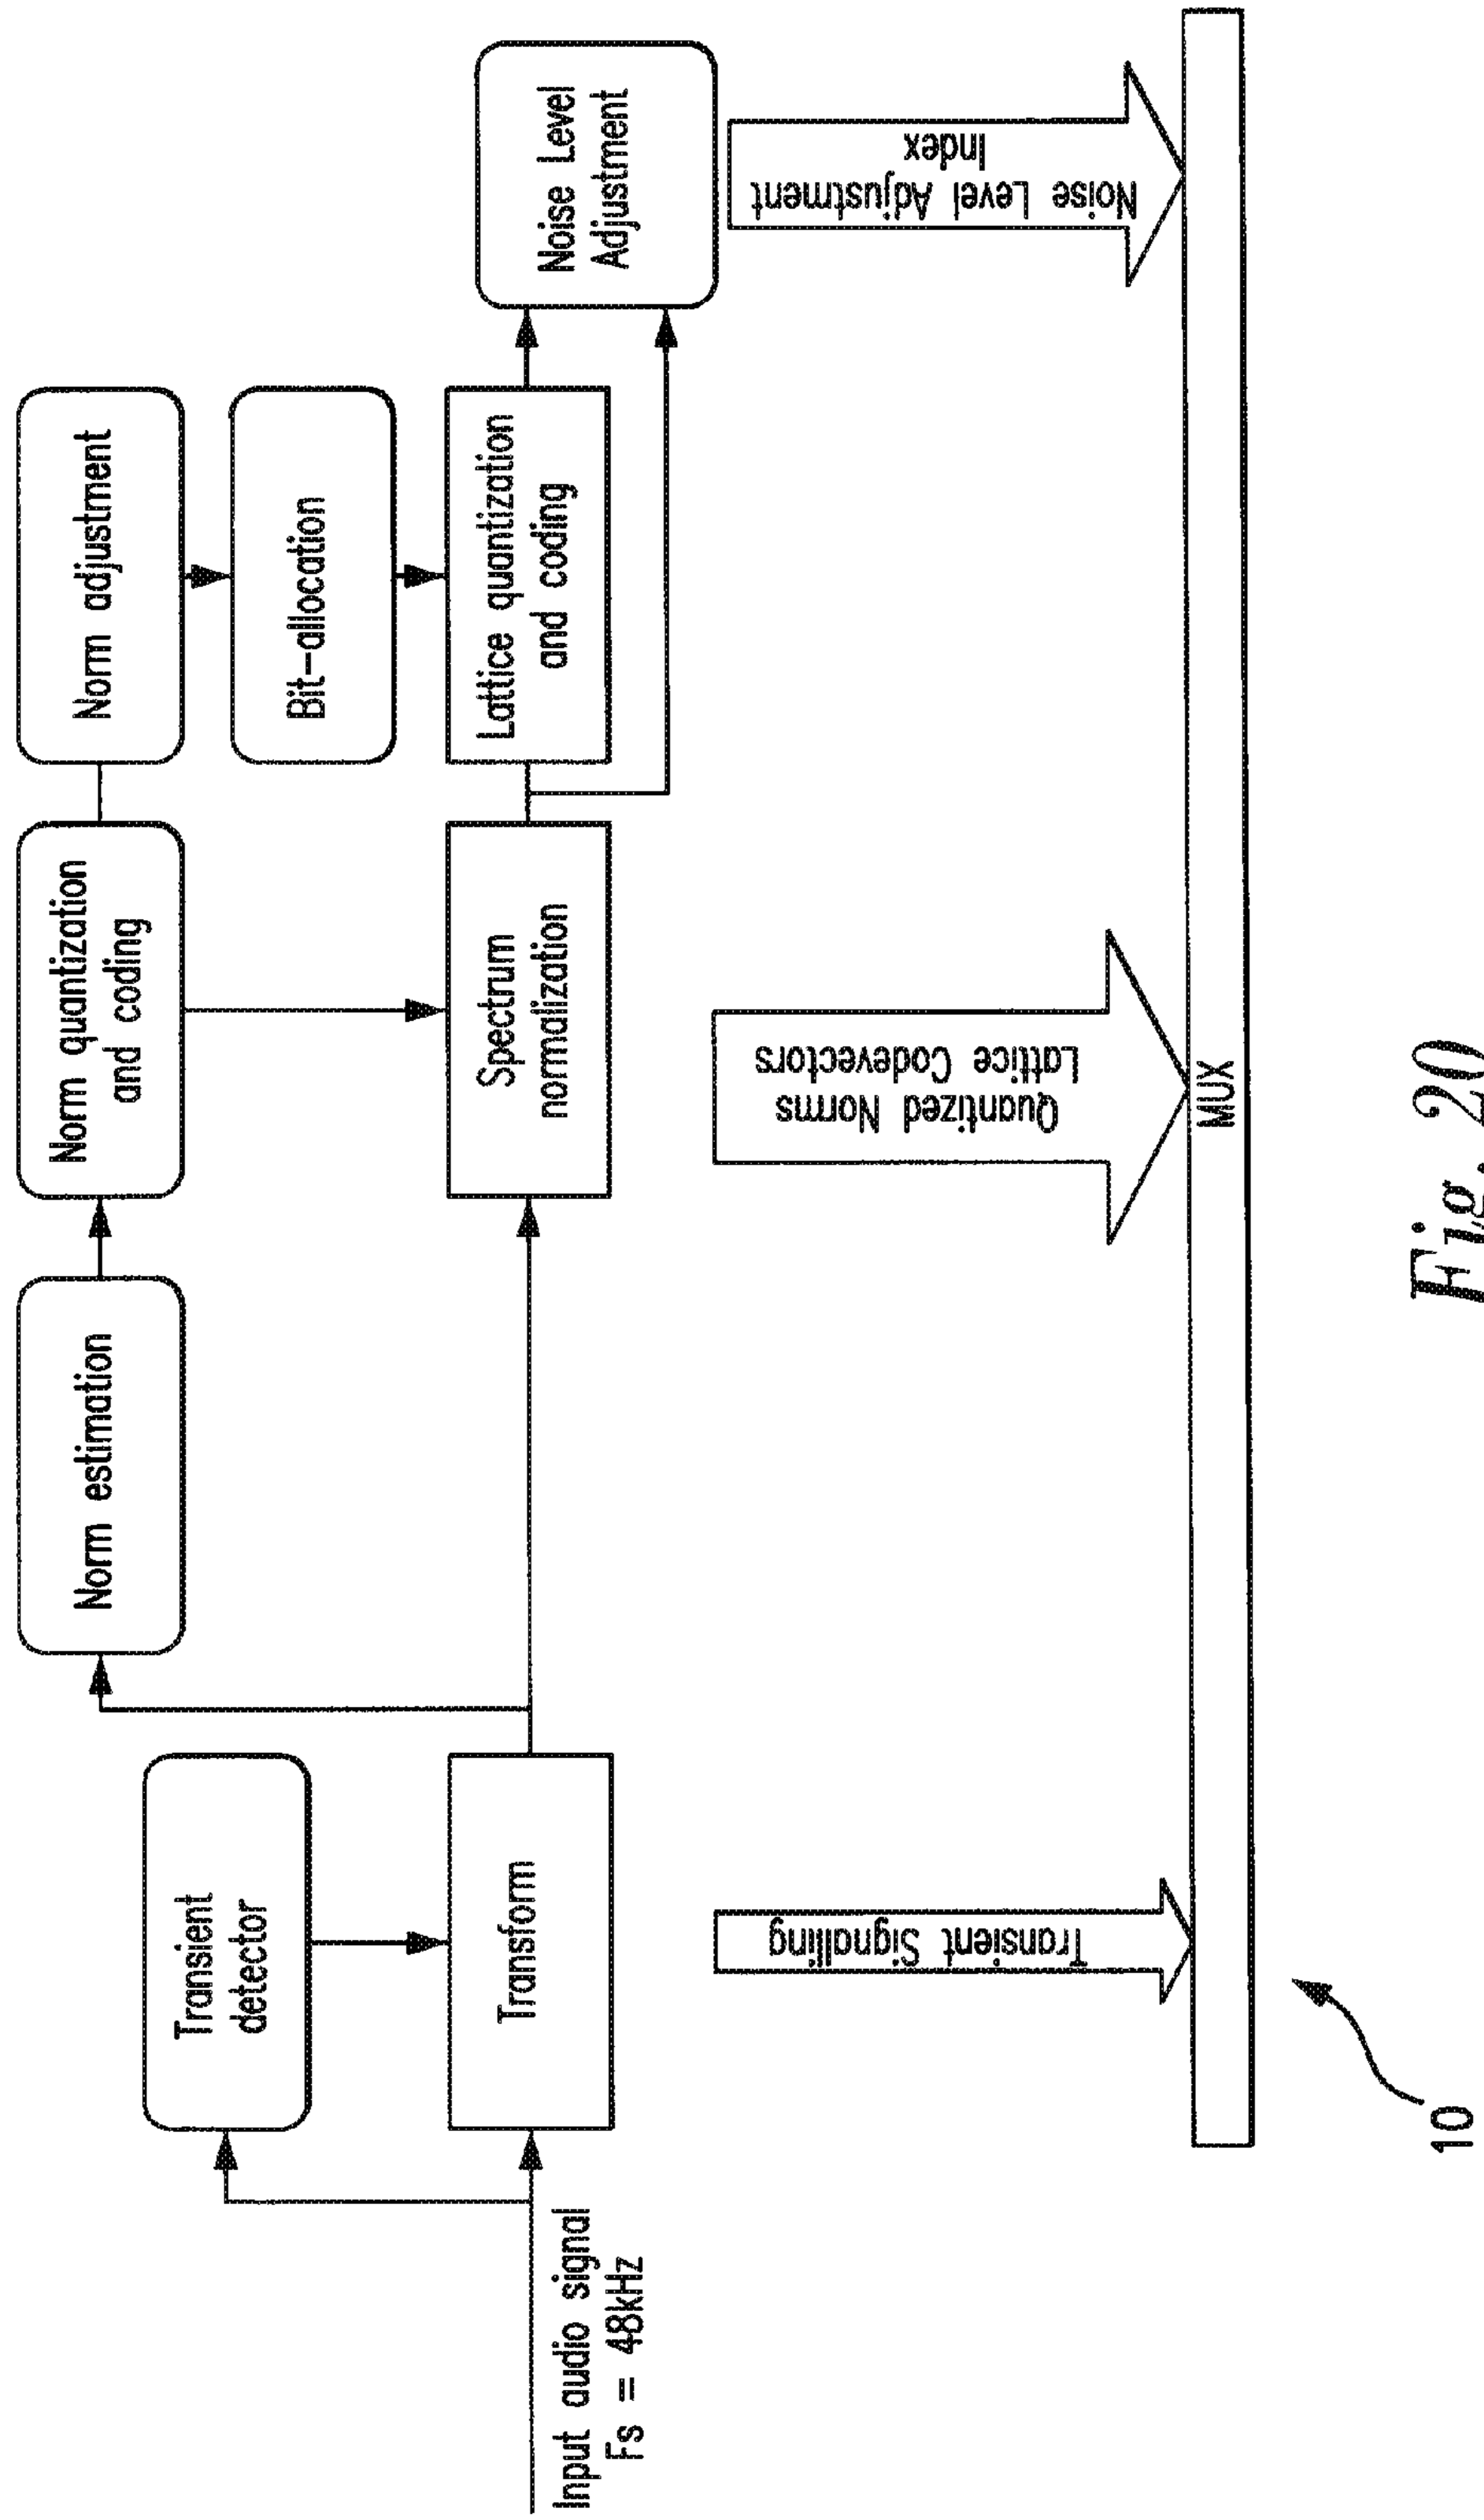 Input audio signal
Fs = 48kHz
Transient
detector
Transform
Norm estimation
Norm quantization
and coding
Spectrum
normalization
Norm adjustment
Bit-allocation
Lattice quantization
and coding
Noise Level
Adjustment
Transient Signalling
Quantized Norms
Lattice Codevectors
Noise Level Adjustment
Index
MUX
10
Fig. 20